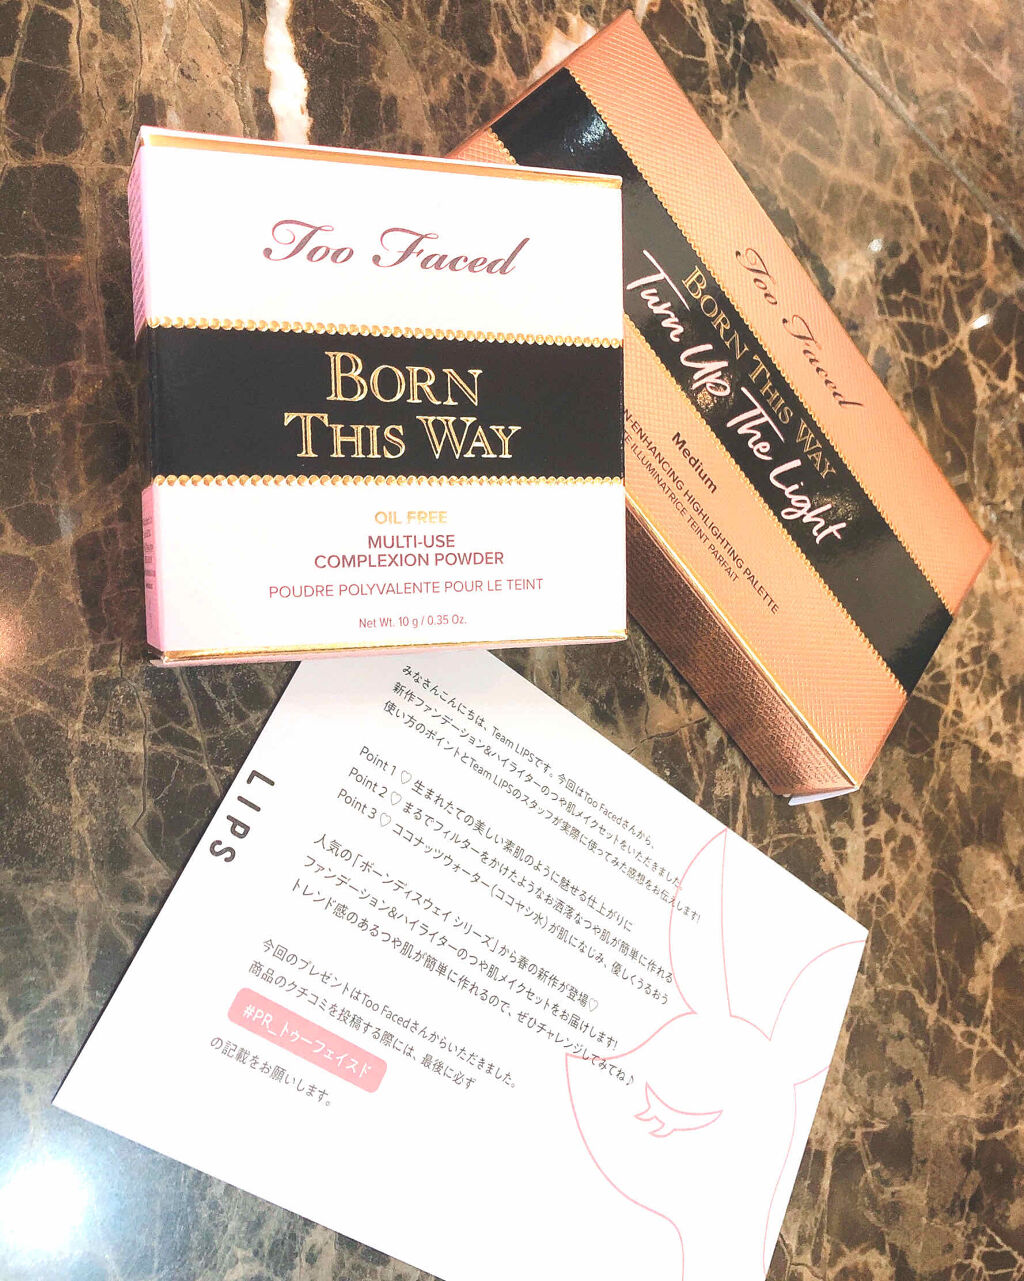 Too Faced
BORN
THIS WAY
OIL FREE
MULTI-USE
COMPLEXION POWDER
POUDRE POLYVALENTE POUR LE TEINT
Net Wt. 10 g / 0.35 Oz.
Too Faced
BORN THIS WAY
Turn Up The Light
Medium
N-ENHANCING HIGHLIGHTING PALETTE
TE ILLUMINATRICE TEINT PARFAIT
LIPS
みなさんこんにちは、Team LIPSです。今回はToo Facedさんから、
新作ファンデーション&ハイライターのつや肌メイクセットをいただきました。
使い方のポイントとTeam LIPSのスタッフが実際に使ってみた感想をお伝えします!
Point 1 ♡ 生まれたての美しい素肌のように魅せる仕上がりに
Point 2 ♡ まるでフィルターをかけたようなお洒落なつや肌が簡単に作れる
Point 3 ♡ ココナッツウォーター(ココヤシ水)が肌になじみ、優しくうるおう
人気の「ボーンディスウェイ シリーズ」から春の新作が登場♡
ファンデーション&ハイライターのつや肌メイクセットをお届けします!
トレンド感のあるつや肌が簡単に作れるので、ぜひチャレンジしてみてね♪
今回のプレゼントはToo Facedさんからいただきました。
商品のクチコミを投稿する際には、最後に必ず
#PR_トゥーフェイスド
の記載をお願いします。